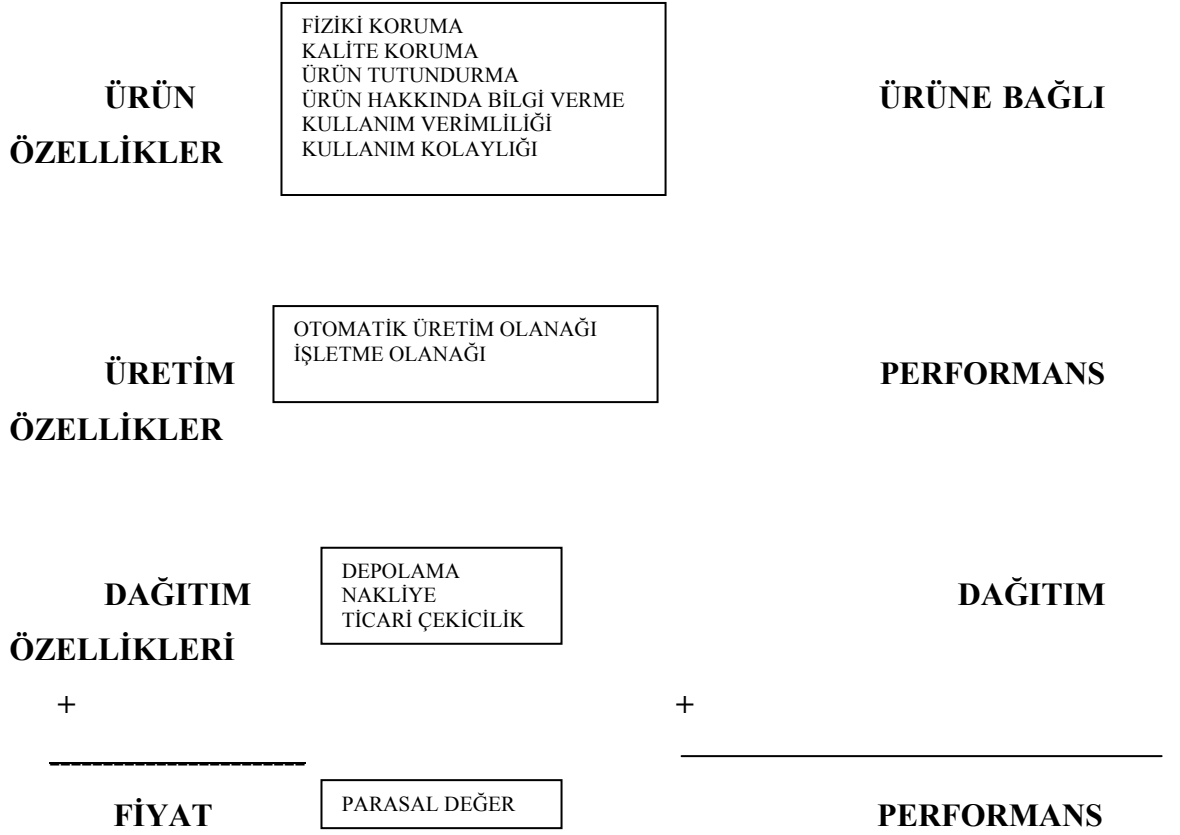 FİZİKİ KORUMA
KALİTE KORUMA
ÜRÜN TUTUNDURMA
ÜRÜN HAKKINDA BİLGİ VERME
KULLANIM VERİMLİLİĞİ
KULLANIM KOLAYLIĞI
ÜRÜN ÜRÜNE BAĞLI
ÖZELLİKLER
OTOMATİK ÜRETİM OLANAĞI
İŞLETME OLANAĞI
ÜRETİM PERFORMANS
ÖZELLİKLER
DEPOLAMA
NAKLİYE
TİCARİ ÇEKİCİLİK
DAĞITIM DAĞITIM
ÖZELLİKLERİ
+ +
PARASAL DEĞER
FİYAT PERFORMANS